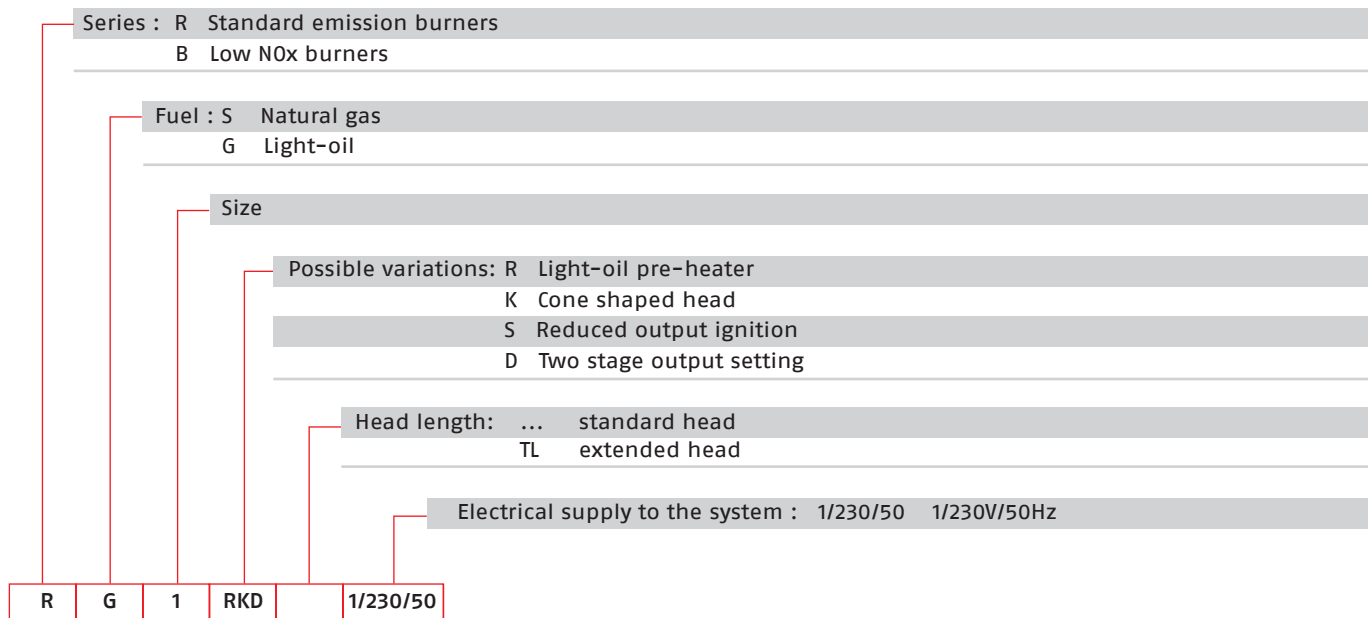 Series : R Standard emission burners
B Low N0x burners
Fuel : S Natural gas
G Light-oil
Size
Possible variations: R Light-oil pre-heater
K Cone shaped head
S Reduced output ignition
D Two stage output setting
Head length: ... standard head
TL extended head
Electrical supply to the system : 1/230/50 1/230V/50Hz
R G 1 RKD 1/230/50